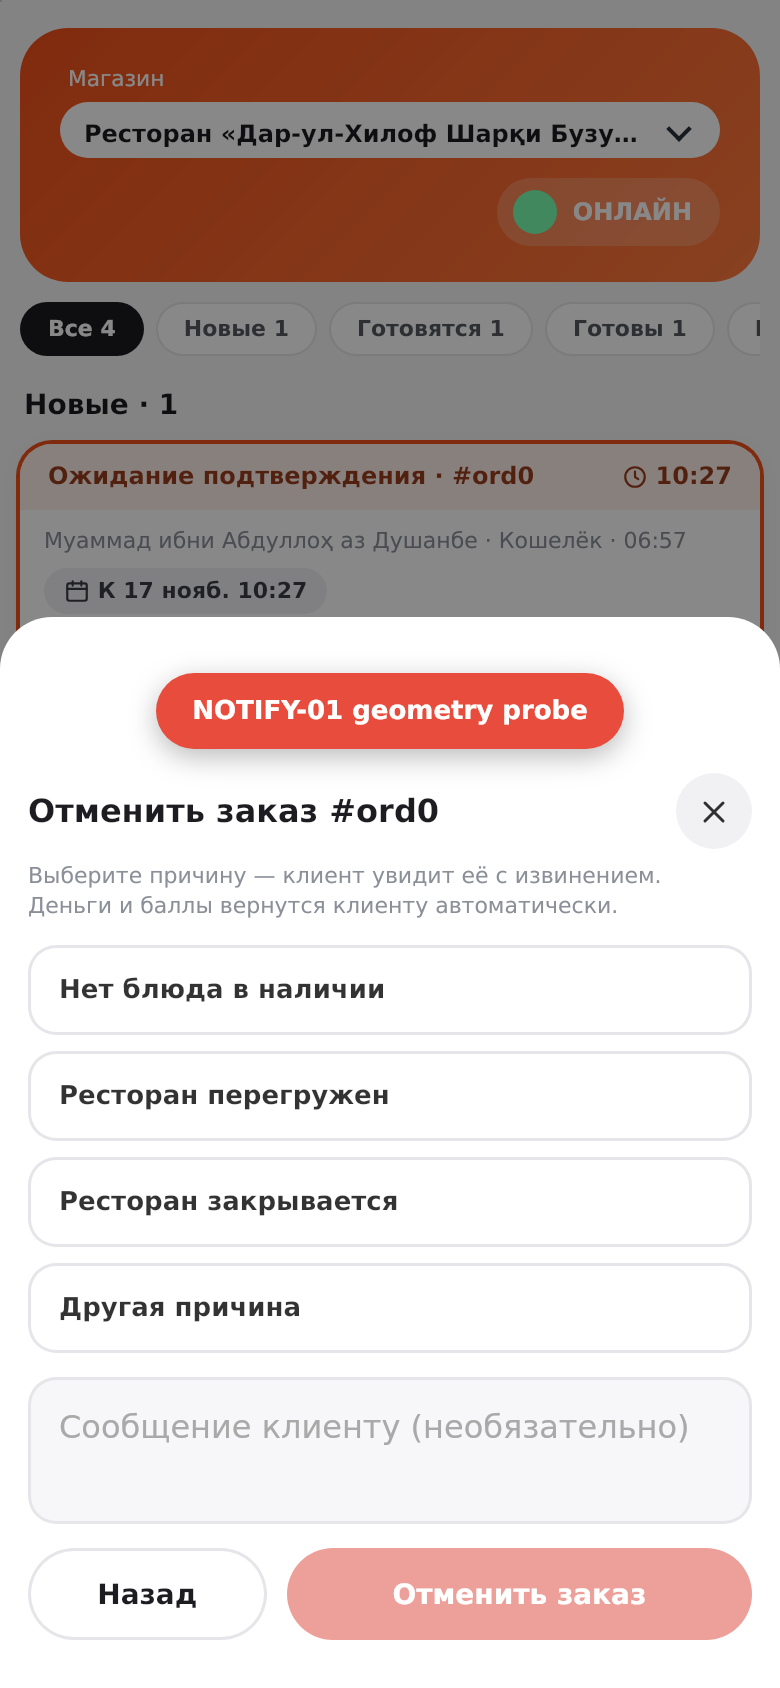 Магазин
Ресторан «Дар-ул-Хилоф Шарқи Бузу...
ОНЛАЙН
Все 4
Новые 1
Готовятся 1
Готовы 1
Новые · 1
Ожидание подтверждения · #ord0
10:27
Муаммад ибни Абдуллоҳ аз Душанбе · Кошелёк · 06:57
К 17 нояб. 10:27
NOTIFY-01 geometry probe
Отменить заказ #ord0
Выберите причину — клиент увидит её с извинением.
Деньги и баллы вернутся клиенту автоматически.
Нет блюда в наличии
Ресторан перегружен
Ресторан закрывается
Другая причина
Сообщение клиенту (необязательно)
Назад
Отменить заказ